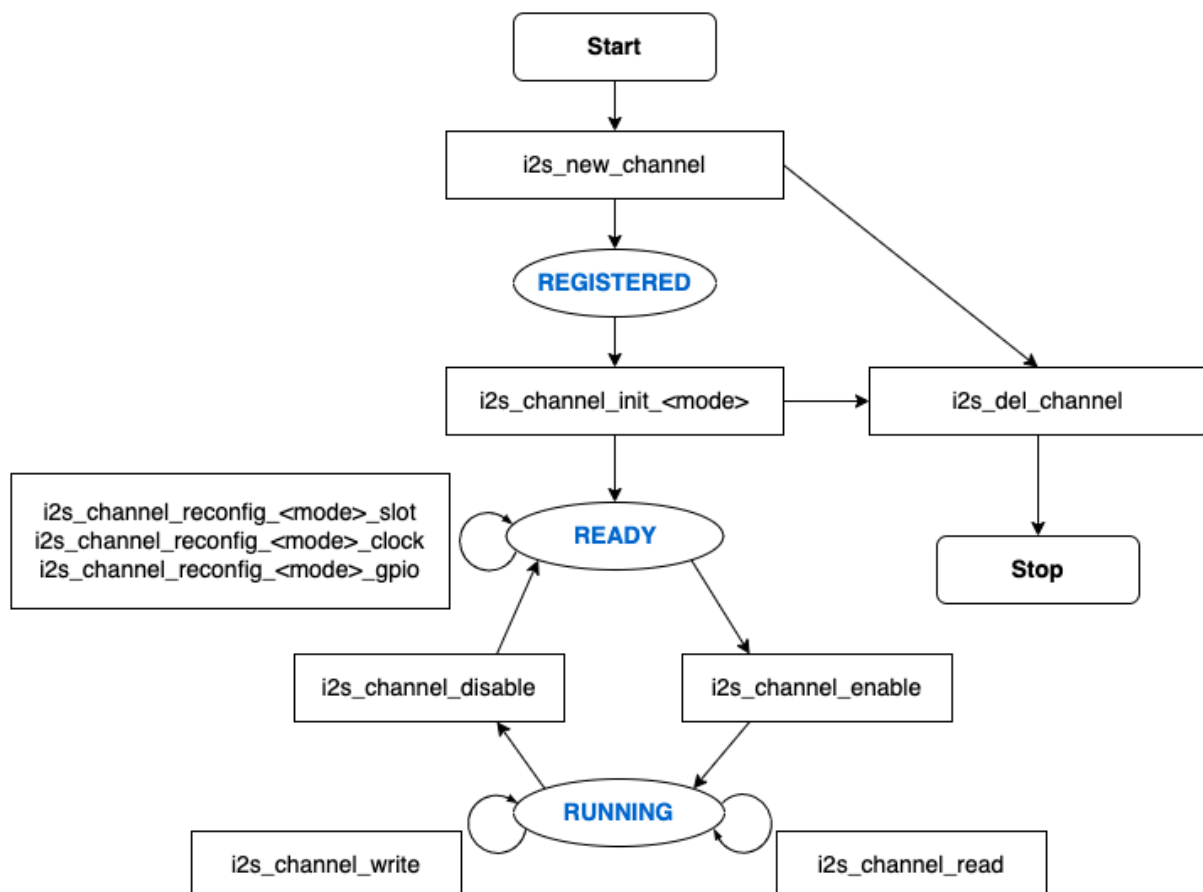 Start
i2s_new_channel
REGISTERED
i2s_channel_init_<mode>
i2s_del_channel
i2s_channel_reconfig_<mode>_slot
i2s_channel_reconfig_<mode>_clock
i2s_channel_reconfig_<mode>_gpio
READY
Stop
i2s_channel_disable
i2s_channel_enable
RUNNING
i2s_channel_write
i2s_channel_read